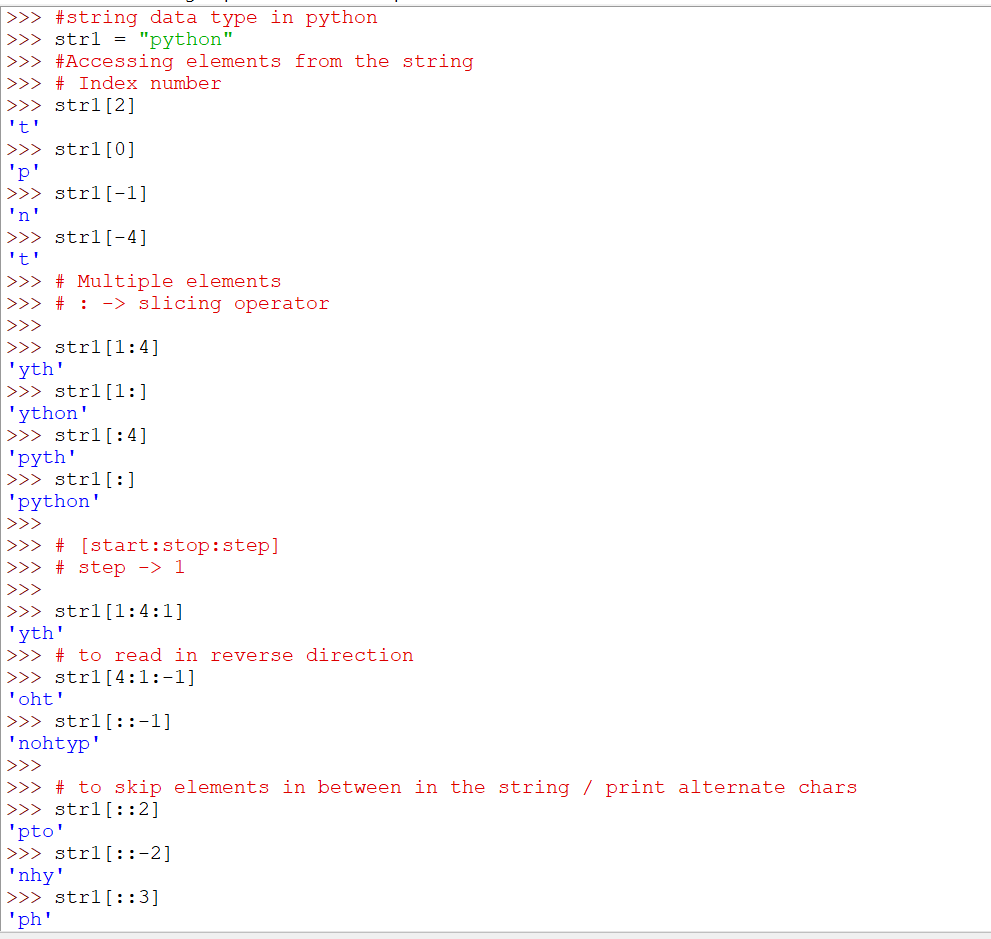 >>> #string data type in python
>>> str1 = "python"
>>> #Accessing elements from the string
>>> # Index number
>>> str1[2]
't'
>>> str1[0]
'p'
>>> str1[-1]
'n'
>>> str1[-4]
't'
>>> # Multiple elements
>>> # : -> slicing operator
>>>
>>> str1[1:4]
'yth'
>>> str1[1:]
'ython'
>>> str1[:4]
'pyth'
>>> str1[:]
'python'
>>>
>>> # [start:stop:step]
>>> # step -> 1
>>>
>>> str1[1:4:1]
'yth'
>>> # to read in reverse direction
>>> str1[4:1:-1]
'oht'
>>> str1[::-1]
'nohtyp'
>>>
>>> # to skip elements in between in the string / print alternate chars
>>> str1[::2]
'pto'
>>> str1[::-2]
'nhy'
>>> str1[::3]
'ph'